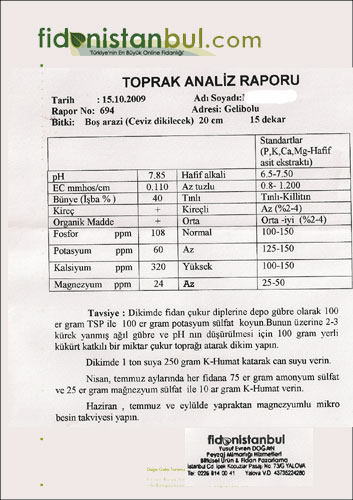 fidanistanbul.com
Türkiye'nin En Büyük Online Fidanlığı
TOPRAK ANALİZ RAPORU
Tarih : 15.10.2009 Adı Soyadı:
Rapor No: 694 Adresi: Gelibolu
Bitki: Boş arazi (Ceviz dikilecek) 20 cm 15 dekar
Standartlar
(P,K,Ca,Mg-Hafif
asit ekstraktı)
pH 7.85 Hafif alkali 6.5-7.50
EC mmhos/cm 0.110 Az tuzlu 0.8- 1.200
Bünye (İşba % ) 40 Tınlı Tınlı-Killitın
Kireç + Kireçli Az (%2-4)
Organik Madde + Orta Orta -iyi (%2-4)
Fosfor ppm 108 Normal 100-150
Potasyum ppm 60 Az 125-150
Kalsiyum ppm 320 Yüksek 100-150
Magnezyum ppm 24 Az 25-50
Tavsiye : Dikimde fidan çukur diplerine depo gübre olarak 100
er gram TSP ile 100 er gram potasyum sülfat koyun.Bunun üzerine 2-3
kürek yanmış ağıl gübre ve pH nın düşürülmesi için 100 gram yerli
kükürt katkılı bir miktar çukur toprağı atarak dikim yapın.
Dikimde 1 ton suya 250 gram K-Humat katarak can suyu verin.
Nisan, temmuz aylarında her fidana 75 er gram amonyum sülfat
ve 25 er gram mağnezyum sülfat ile 10 ar gram K-Humat verin.
Haziran , temmuz ve eylülde yapraktan magnezyumlu mikro
besin takviyesi yapın.
fidanistanbul
Yusuf Evren DOĞAN
Peyzaj Mimarlığı Hizmetleri
Bitkisel Ürün & Fidan Pazarlama
İstanbul Cd. İpek Kozalar Pasajı No: 73/G YALOVA
Tel: 0226 814 00 41 Yalova V.D. 43735224280